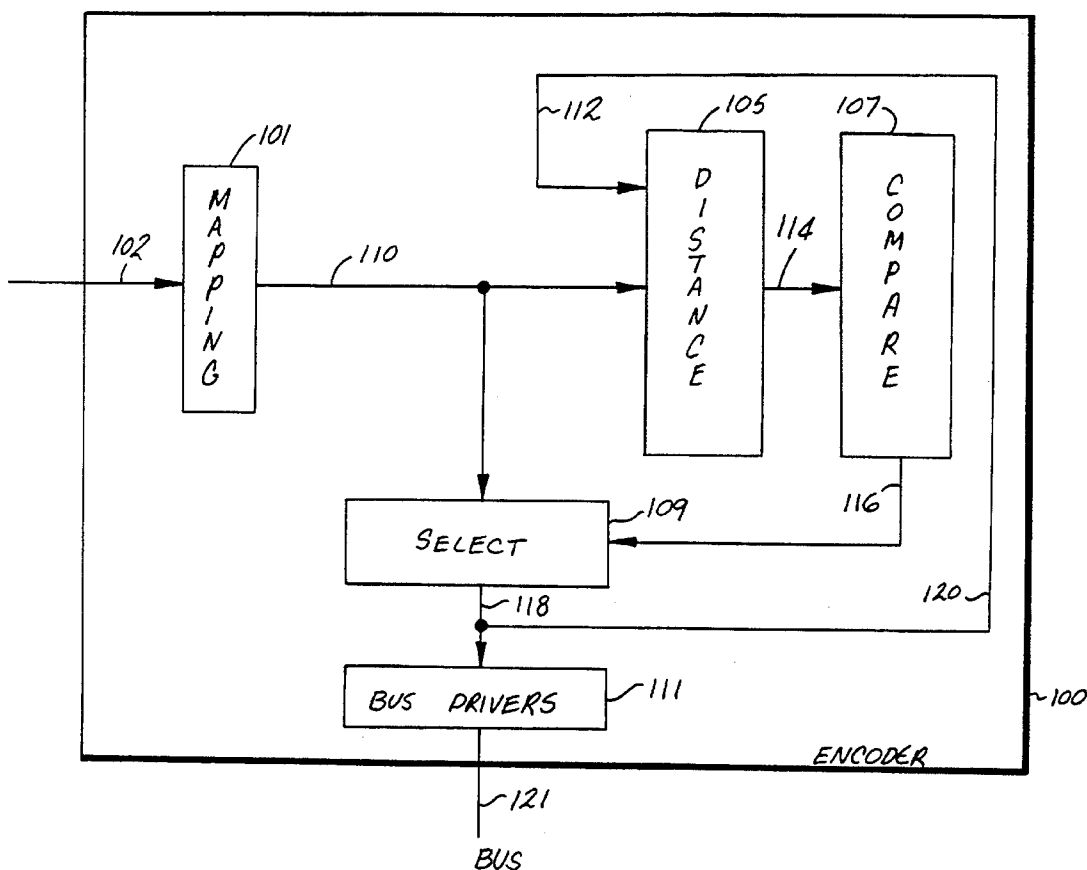 105
107
112
101
MAPPING
DISTANCE
COMPARE
102
110
114
109
116
SELECT
118
120
BUS DRIVERS
111
100
ENCODER
121
BUS